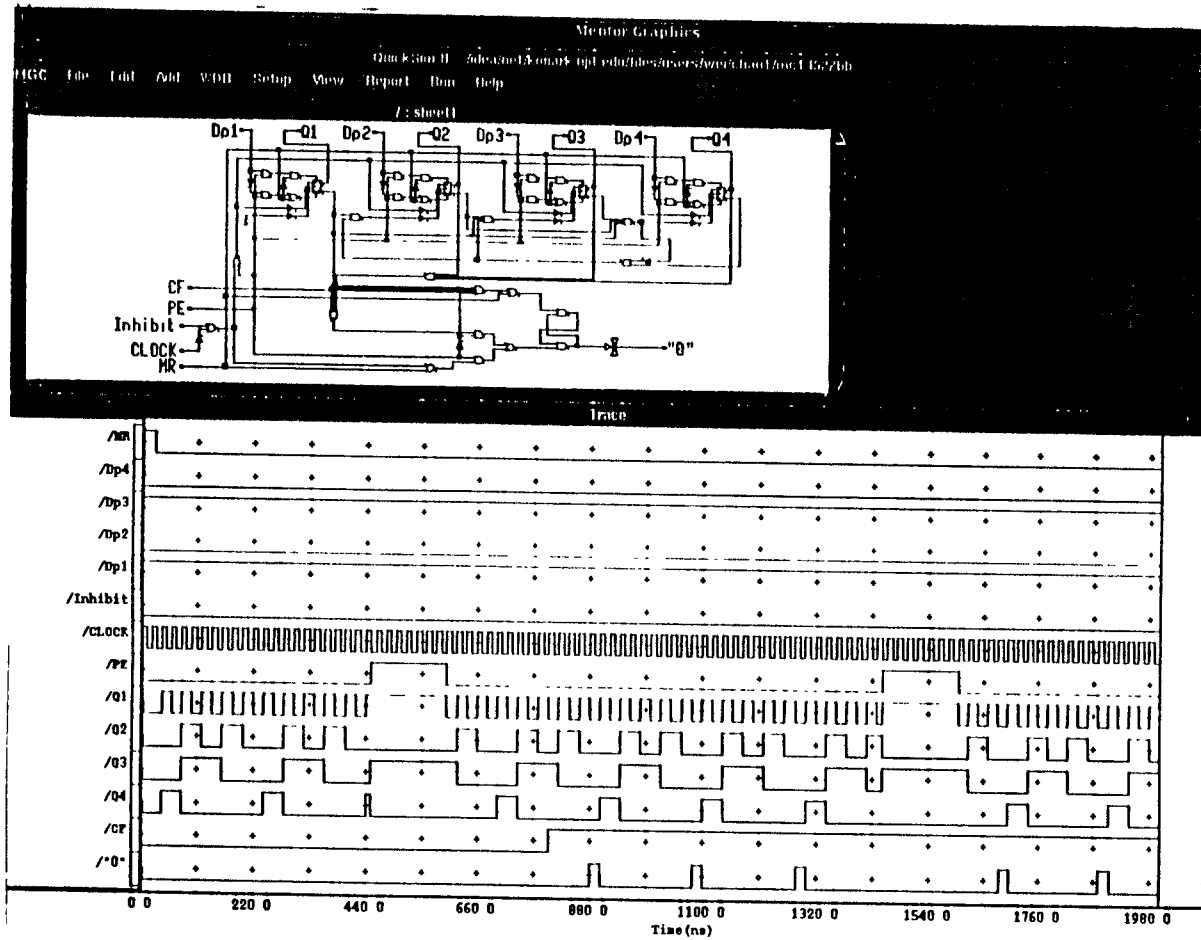 Mentor Graphics
MGC File Edit Add WDB Setup View Report Run Help
/: sheet1
Dp1 Q1 Dp2 Q2 Dp3 Q3 Dp4 Q4
CF
PE
Inhibit
CLOCK
MR
"0"
Trace
/MR
/Dp4
/Dp3
/Dp2
/Dp1
/Inhibit
/CLOCK
/PE
/Q1
/Q2
/Q3
/Q4
/CF
/"0"
0 0 220 0 440 0 660 0 880 0 1100 0 1320 0 1540 0 1760 0 1980 0
Time(ns)